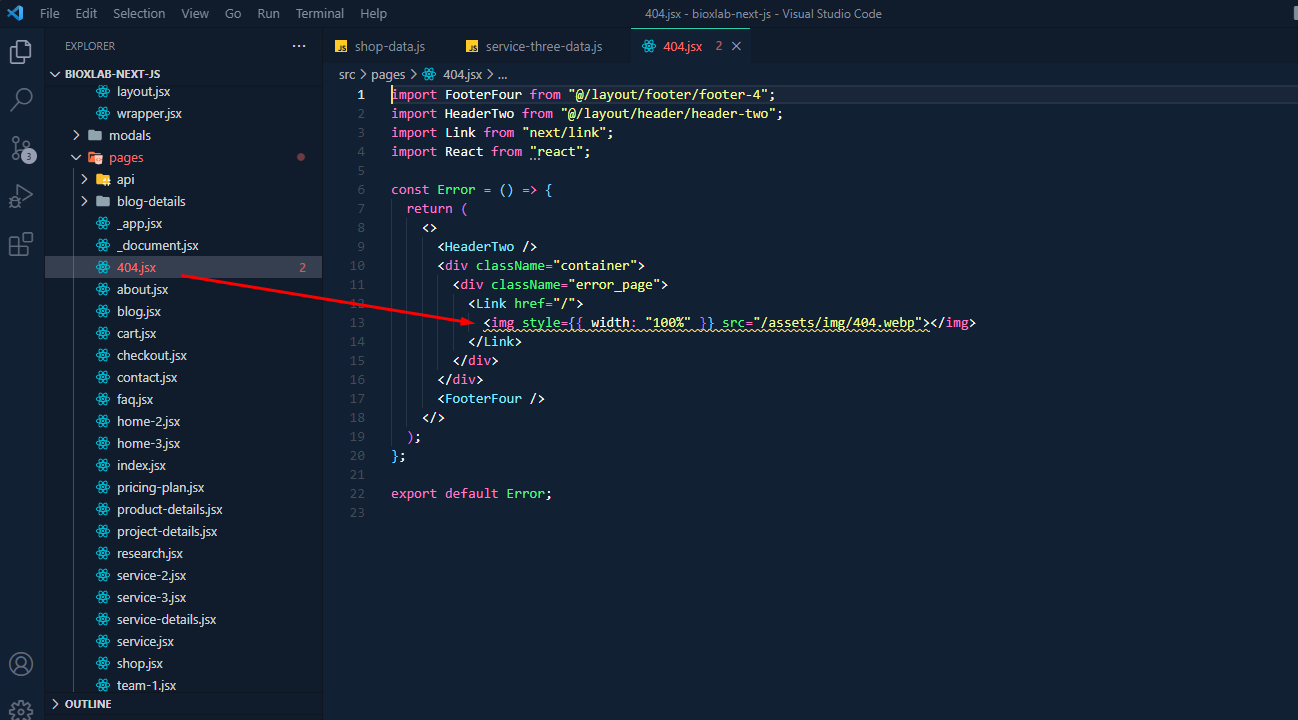 File Edit Selection View Go Run Terminal Help 404.jsx - bioxlab-next-js - Visual Studio Code
EXPLORER ...
BIOXLAB-NEXT-JS
layout.jsx
wrapper.jsx
modals
pages
api
blog-details
_app.jsx
_document.jsx
404.jsx 2
about.jsx
blog.jsx
cart.jsx
checkout.jsx
contact.jsx
faq.jsx
home-2.jsx
home-3.jsx
index.jsx
pricing-plan.jsx
product-details.jsx
project-details.jsx
research.jsx
service-2.jsx
service-3.jsx
service-details.jsx
service.jsx
shop.jsx
team-1.jsx
OUTLINE
3
JS shop-data.js JS service-three-data.js 404.jsx 2
src > pages > 404.jsx > ...
1 import FooterFour from "@/layout/footer/footer-4";
2 import HeaderTwo from "@/layout/header/header-two";
3 import Link from "next/link";
4 import React from "react";
5
6 const Error = () => {
7 return (
8 <>
9 <HeaderTwo />
10 <div className="container">
11 <div className="error_page">
12 <Link href="/">
13 <img style={{ width: "100%" }} src="/assets/img/404.webp"></img>
14 </Link>
15 </div>
16 </div>
17 <FooterFour />
18 </>
19 );
20 };
21
22 export default Error;
23